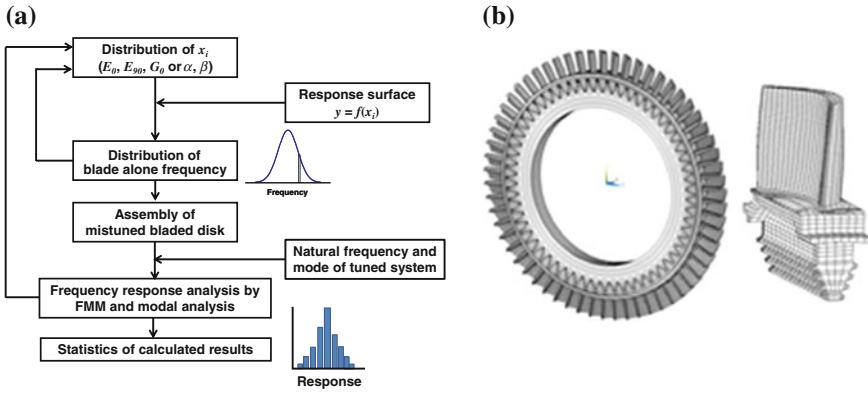 (a)
Distribution of xᵢ
(E₀, E₉₀, G₀ or α, β)
Response surface
y = f(xᵢ)
Distribution of
blade alone frequency
Frequency
Assembly of
mistuned bladed disk
Natural frequency and
mode of tuned system
Frequency response analysis by
FMM and modal analysis
Statistics of calculated results
Response
(b)